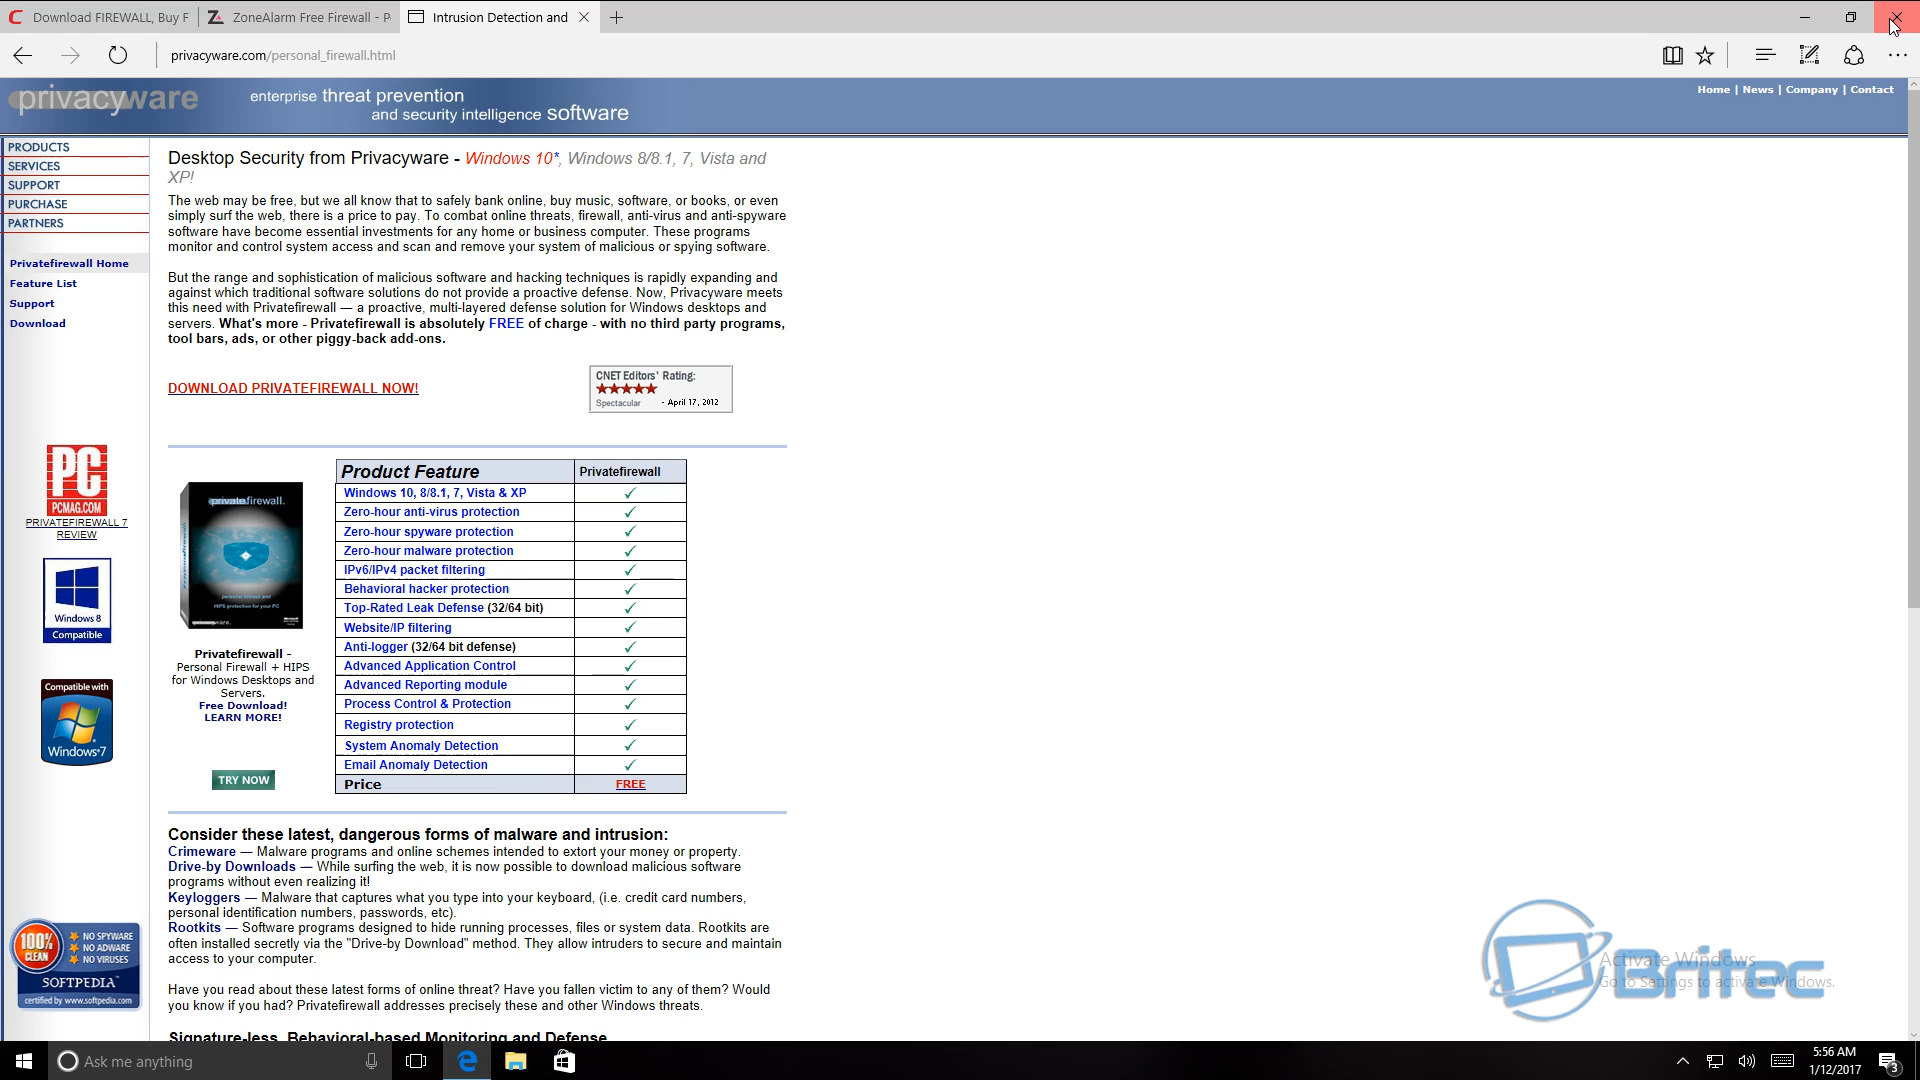 Download FIREWALL, Buy F
ZoneAlarm Free Firewall - P
Intrusion Detection and
privacyware.com/personal_firewall.html
privacyware
enterprise threat prevention
and security intelligence software
Home | News | Company | Contact
PRODUCTS
SERVICES
SUPPORT
PURCHASE
PARTNERS
Privatefirewall Home
Feature List
Support
Download
PC
PCMAG.COM
PRIVATEFIREWALL 7
REVIEW
Windows 8
Compatible
Compatible with
Windows 7
100%
CLEAN
NO SPYWARE
NO ADWARE
NO VIRUSES
SOFTPEDIA
certified by www.softpedia.com
Desktop Security from Privacyware - Windows 10*, Windows 8/8.1, 7, Vista and
XP!
The web may be free, but we all know that to safely bank online, buy music, software, or books, or even
simply surf the web, there is a price to pay. To combat online threats, firewall, anti-virus and anti-spyware
software have become essential investments for any home or business computer. These programs
monitor and control system access and scan and remove your system of malicious or spying software.
But the range and sophistication of malicious software and hacking techniques is rapidly expanding and
against which traditional software solutions do not provide a proactive defense. Now, Privacyware meets
this need with Privatefirewall — a proactive, multi-layered defense solution for Windows desktops and
servers. What's more - Privatefirewall is absolutely FREE of charge - with no third party programs,
tool bars, ads, or other piggy-back add-ons.
DOWNLOAD PRIVATEFIREWALL NOW!
CNET Editors' Rating:
Spectacular - April 17, 2012
privatefirewall.
personal firewall and
HIPS protection for your PC
privacyware.
Privatefirewall -
Personal Firewall + HIPS
for Windows Desktops and
Servers.
Free Download!
LEARN MORE!
TRY NOW
Product Feature Privatefirewall
Windows 10, 8/8.1, 7, Vista & XP ✓
Zero-hour anti-virus protection ✓
Zero-hour spyware protection ✓
Zero-hour malware protection ✓
IPv6/IPv4 packet filtering ✓
Behavioral hacker protection ✓
Top-Rated Leak Defense (32/64 bit) ✓
Website/IP filtering ✓
Anti-logger (32/64 bit defense) ✓
Advanced Application Control ✓
Advanced Reporting module ✓
Process Control & Protection ✓
Registry protection ✓
System Anomaly Detection ✓
Email Anomaly Detection ✓
Price FREE
Consider these latest, dangerous forms of malware and intrusion:
Crimeware — Malware programs and online schemes intended to extort your money or property.
Drive-by Downloads — While surfing the web, it is now possible to download malicious software
programs without even realizing it!
Keyloggers — Malware that captures what you type into your keyboard, (i.e. credit card numbers,
personal identification numbers, passwords, etc).
Rootkits — Software programs designed to hide running processes, files or system data. Rootkits are
often installed secretly via the "Drive-by Download" method. They allow intruders to secure and maintain
access to your computer.
Have you read about these latest forms of online threat? Have you fallen victim to any of them? Would
you know if you had? Privatefirewall addresses precisely these and other Windows threats.
Signature-less, Behavioral-based Monitoring and Defense
Activate Windows
Go to Settings to activate Windows.
Britec
Ask me anything
5:56 AM
1/12/2017
3